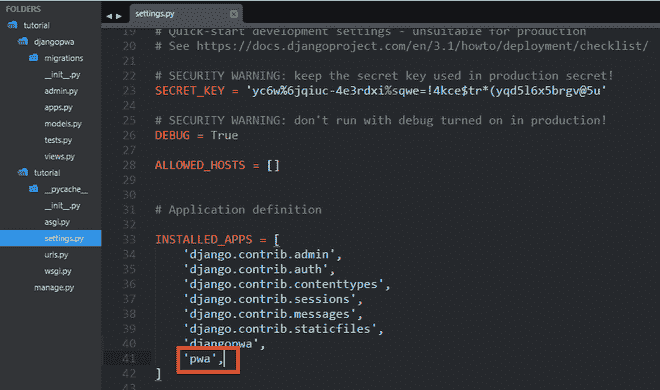 FOLDERS
tutorial
djangopwa
migrations
__init__.py
admin.py
apps.py
models.py
tests.py
views.py
tutorial
__pycache__
__init__.py
asgi.py
settings.py
urls.py
wsgi.py
manage.py
settings.py
19 # Quick-start development settings - unsuitable for production
20 # See https://docs.djangoproject.com/en/3.1/howto/deployment/checklist/
21
22 # SECURITY WARNING: keep the secret key used in production secret!
23 SECRET_KEY = 'yc6w%6jqiuc-4e3rdxi%sqwe=!4kce$tr*(yqd5l6x5brgv@5u'
24
25 # SECURITY WARNING: don't run with debug turned on in production!
26 DEBUG = True
27
28 ALLOWED_HOSTS = []
29
30
31 # Application definition
32
33 INSTALLED_APPS = [
34 'django.contrib.admin',
35 'django.contrib.auth',
36 'django.contrib.contenttypes',
37 'django.contrib.sessions',
38 'django.contrib.messages',
39 'django.contrib.staticfiles',
40 'djangopwa',
41 'pwa',
42 ]
43